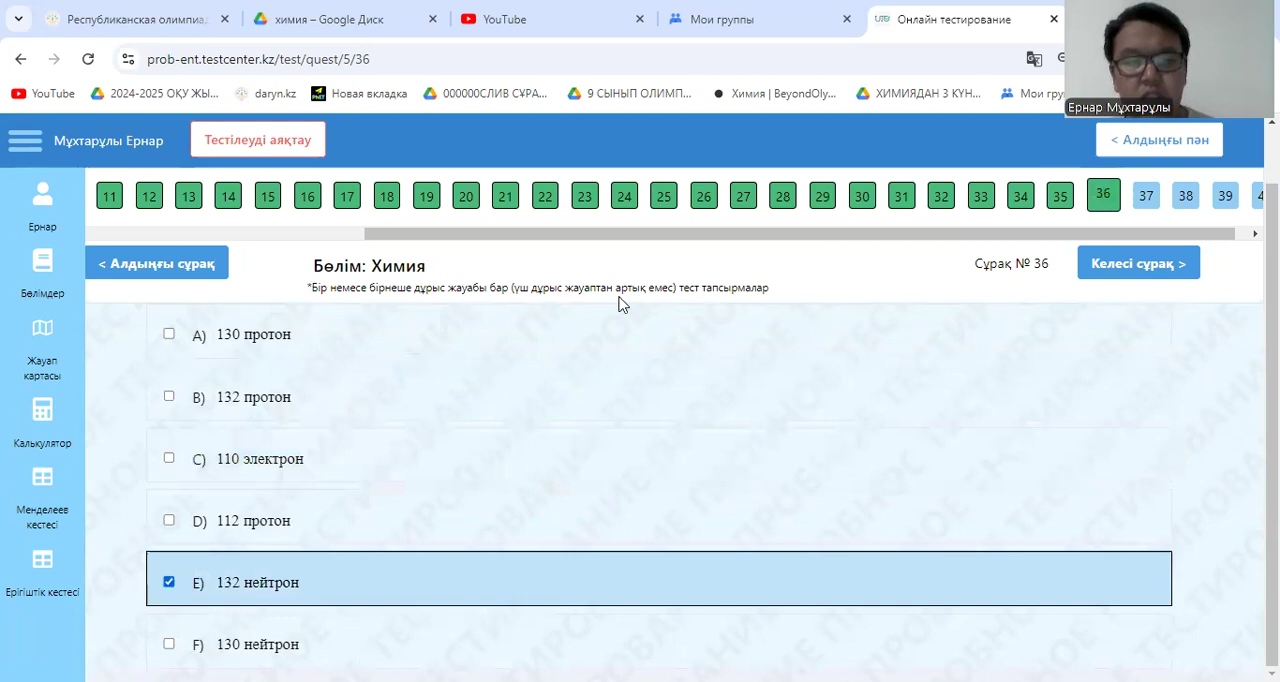 Республиканская олимпиад
химия – Google Диск
YouTube
Мои группы
Онлайн тестирование
prob-ent.testcenter.kz/test/quest/5/36
YouTube
2024-2025 ОҚУ ЖЫ...
daryn.kz
Новая вкладка
000000СЛИВ СҰРА...
9 СЫНЫП ОЛИМП...
Химия | BeyondOly...
ХИМИЯДАН 3 КҮН...
Мои гру
Ернар Мұхтарұлы
Мұхтарұлы Ернар
Тестілеуді аяқтау
< Алдыңғы пән
11 12 13 14 15 16 17 18 19 20 21 22 23 24 25 26 27 28 29 30 31 32 33 34 35 36 37 38 39 4
Ернар
Бөлімдер
Жауап картасы
Калькулятор
Менделеев кестесі
Ерігіштік кестесі
< Алдыңғы сұрақ
Бөлім: Химия
Сұрақ № 36
Келесі сұрақ >
*Бір немесе бірнеше дұрыс жауабы бар (үш дұрыс жауаптан артық емес) тест тапсырмалар
A) 130 протон
B) 132 протон
C) 110 электрон
D) 112 протон
E) 132 нейтрон
F) 130 нейтрон